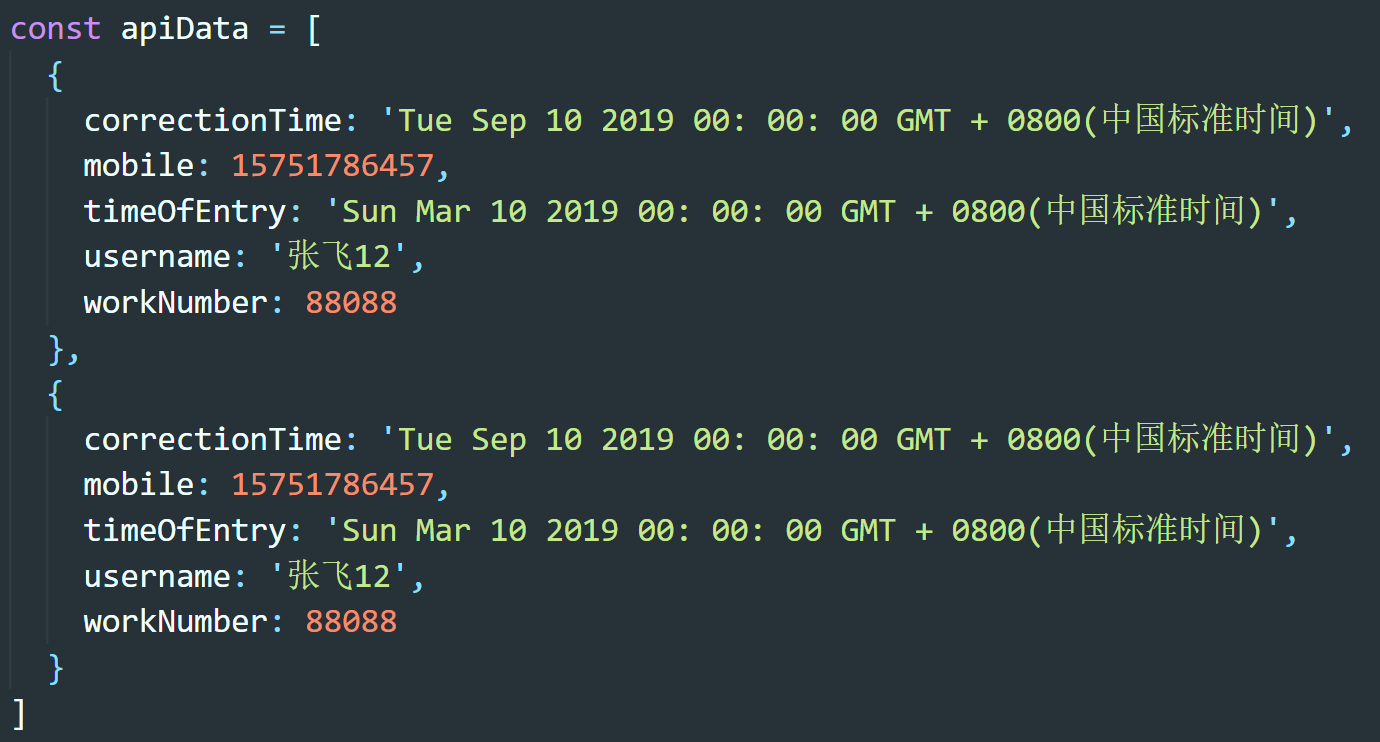 const apiData = [
{
correctionTime: 'Tue Sep 10 2019 00: 00: 00 GMT + 0800(中国标准时间)',
mobile: 15751786457,
timeOfEntry: 'Sun Mar 10 2019 00: 00: 00 GMT + 0800(中国标准时间)',
username: '张飞12',
workNumber: 88088
},
{
correctionTime: 'Tue Sep 10 2019 00: 00: 00 GMT + 0800(中国标准时间)',
mobile: 15751786457,
timeOfEntry: 'Sun Mar 10 2019 00: 00: 00 GMT + 0800(中国标准时间)',
username: '张飞12',
workNumber: 88088
}
]